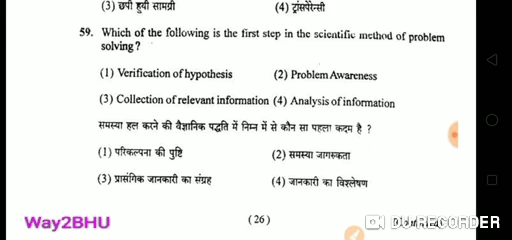 (3) छपी हुयी सामग्री (4) ट्रांसपेरेन्सी
59. Which of the following is the first step in the scientific method of problem
solving?
(1) Verification of hypothesis (2) Problem Awareness
(3) Collection of relevant information (4) Analysis of information
समस्या हल करने की वैज्ञानिक पद्धति में निम्न में से कौन सा पहला कदम है ?
(1) परिकल्पना की पुष्टि (2) समस्या जागरुकता
(3) प्रासंगिक जानकारी का संग्रह (4) जानकारी का विश्लेषण
Way2BHU (26) DU RECORDER